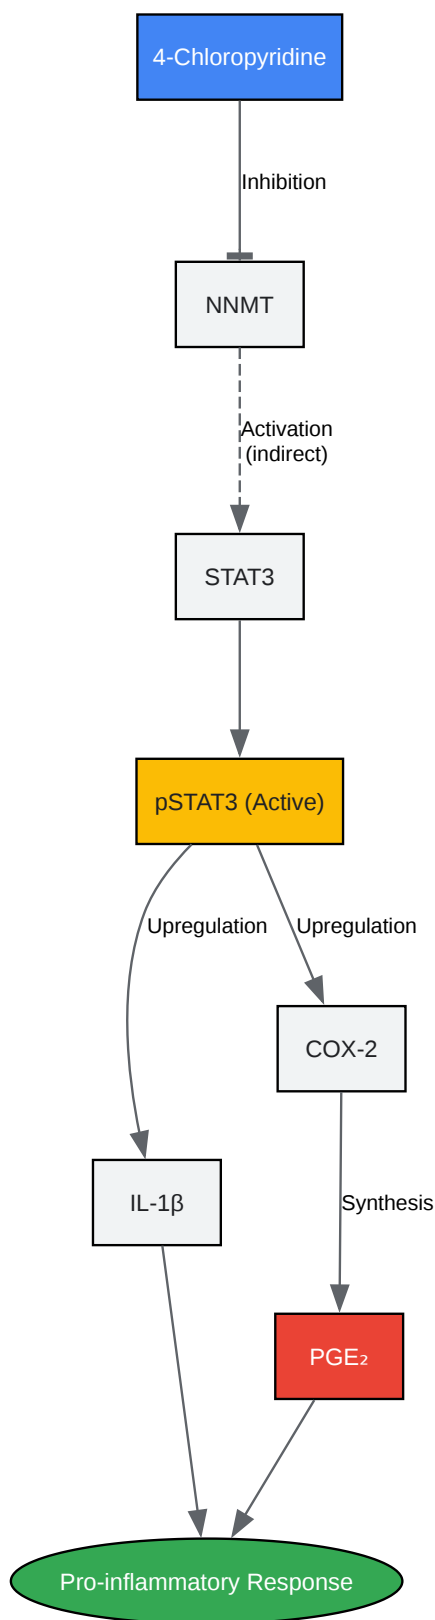 4-Chloropyridine
Inhibition
NNMT
Activation
(indirect)
STAT3
pSTAT3 (Active)
Upregulation
Upregulation
COX-2
IL-1β
Synthesis
PGE₂
Pro-inflammatory Response